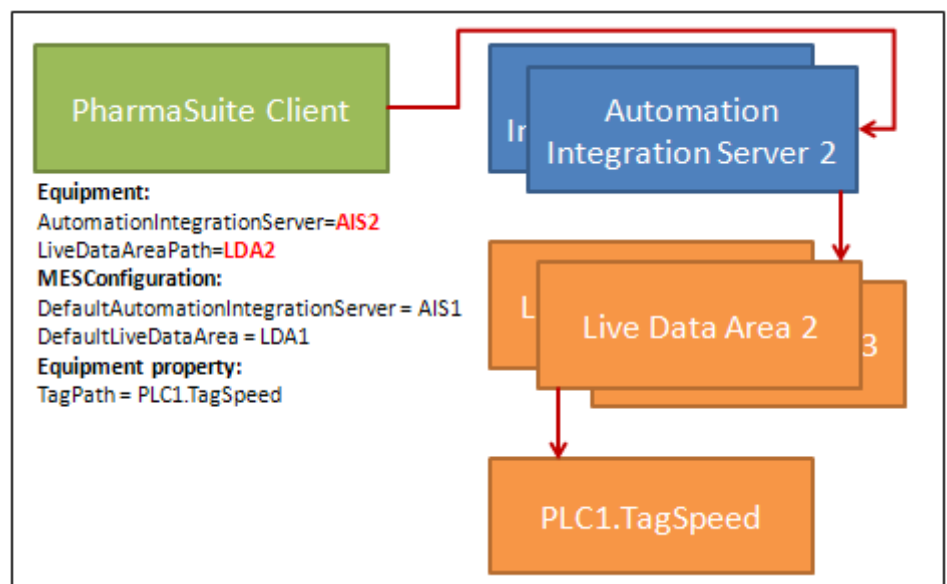 PharmaSuite Client
Automation
Integration Server 2
Equipment:
AutomationIntegrationServer=AIS2
LiveDataAreaPath=LDA2
MESConfiguration:
DefaultAutomationIntegrationServer = AIS1
DefaultLiveDataArea = LDA1
Equipment property:
TagPath = PLC1.TagSpeed
Live Data Area 2
3
PLC1.TagSpeed